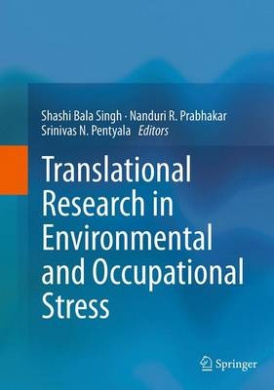 Shashi Bala Singh · Nanduri R. Prabhakar
Srinivas N. Pentyala Editors
Translational
Research in
Environmental
and Occupational
Stress
Springer